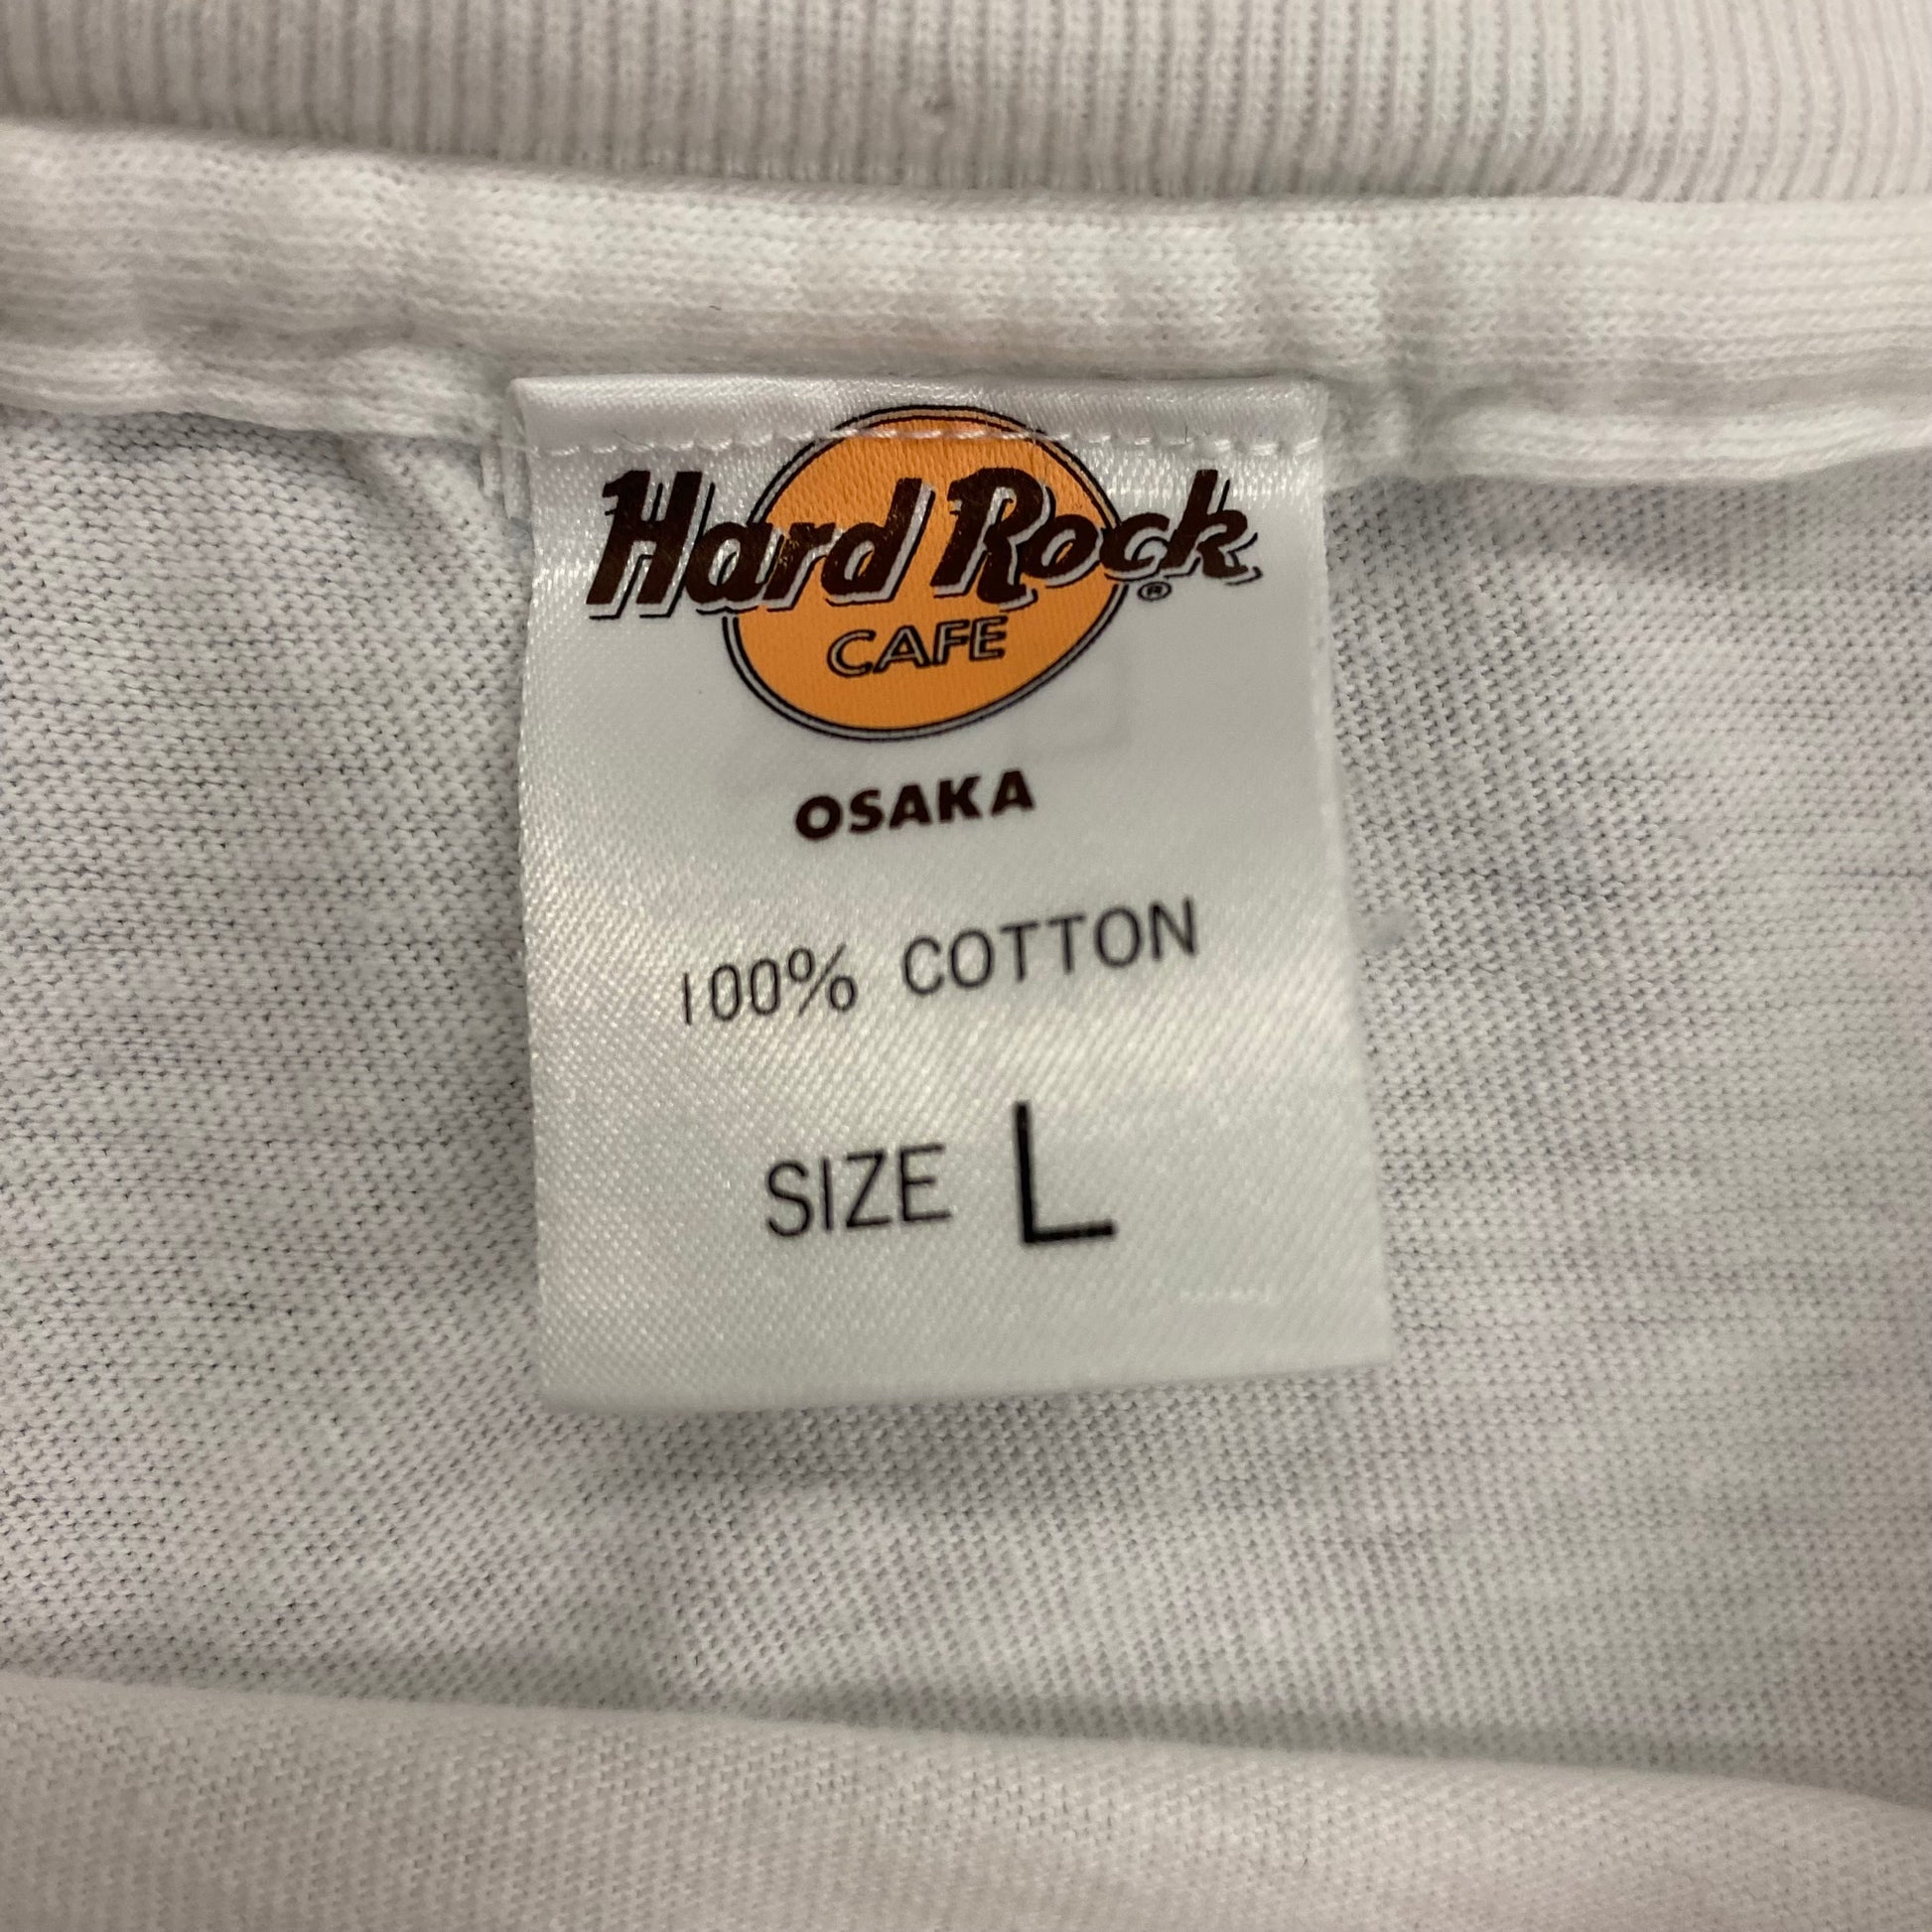 Hard Rock
®
CAFE
OSAKA
100% COTTON
SIZE L